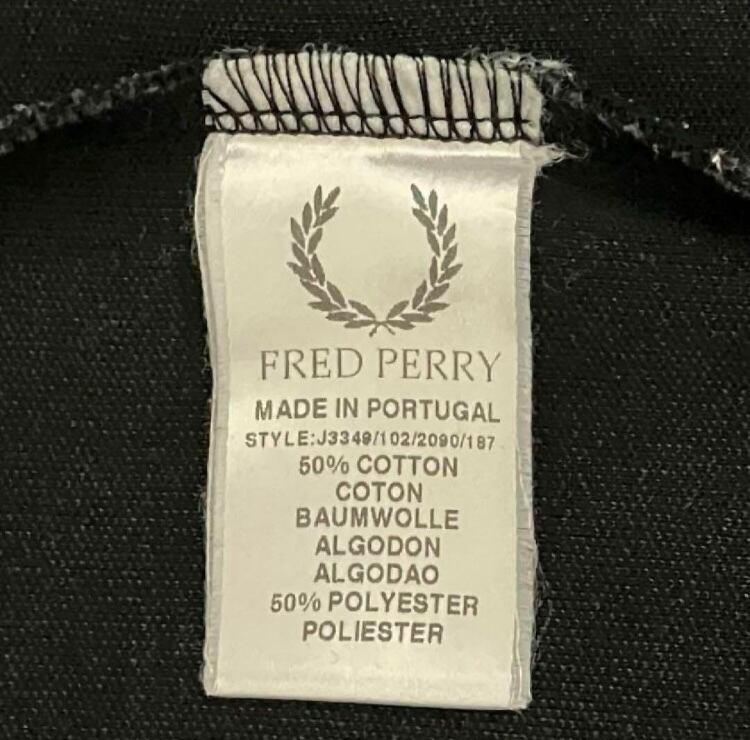 FRED PERRY
MADE IN PORTUGAL
STYLE:J3349/102/2090/187
50% COTTON
COTON
BAUMWOLLE
ALGODON
ALGODAO
50% POLYESTER
POLIESTER